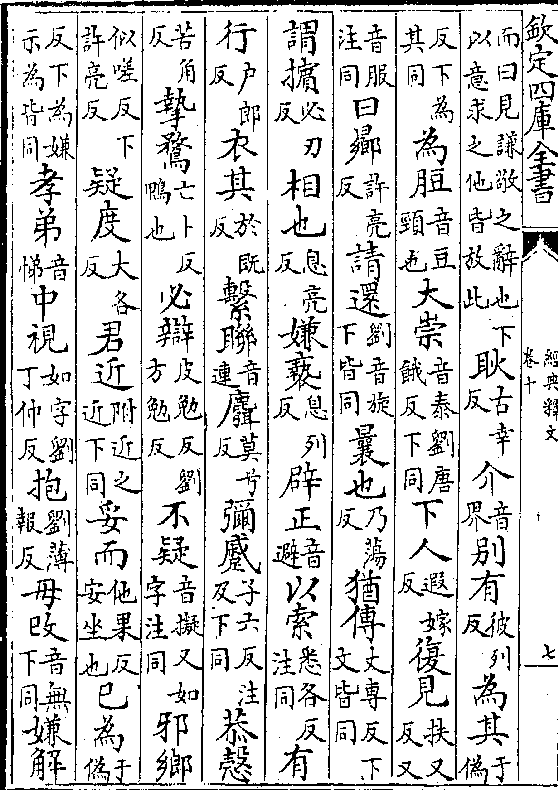 欽定四庫全書 經典釋文 卷十 七
而曰見謙敬之辭也下以意求之他皆放此 耿古幸反 介音界 别有彼列反 為其于偽
反下為其同 為脰音豆頸也 大崇音泰劉唐餓反下同 下人遐嫁反 復見扶又反又
音服注同 曰曏許亮反 請還劉音旋下皆同 曩也乃蕩反 猶傳丈專反下文皆同
謂擯必刃反 相也息亮反 嫌褻息列反 辟正音避 以索悉各反注同 有
行户郎反 衣其於既反 繫聯音連 麛莫兮反 彌蹙子六反注及下同 恭慤
苦角反 摯鶩亡卜反鴨也 必辯皮勉反劉方勉反 不疑音擬又如字注同 邪鄉
似嗟反下許亮反 疑度大各反 君近附近之近下同 妥而他果反安坐也 已為于偽
反下為嫌示為皆同 孝弟音悌 中視如字劉丁仲反 抱劉薄報反 毋改音無下同 嫌解